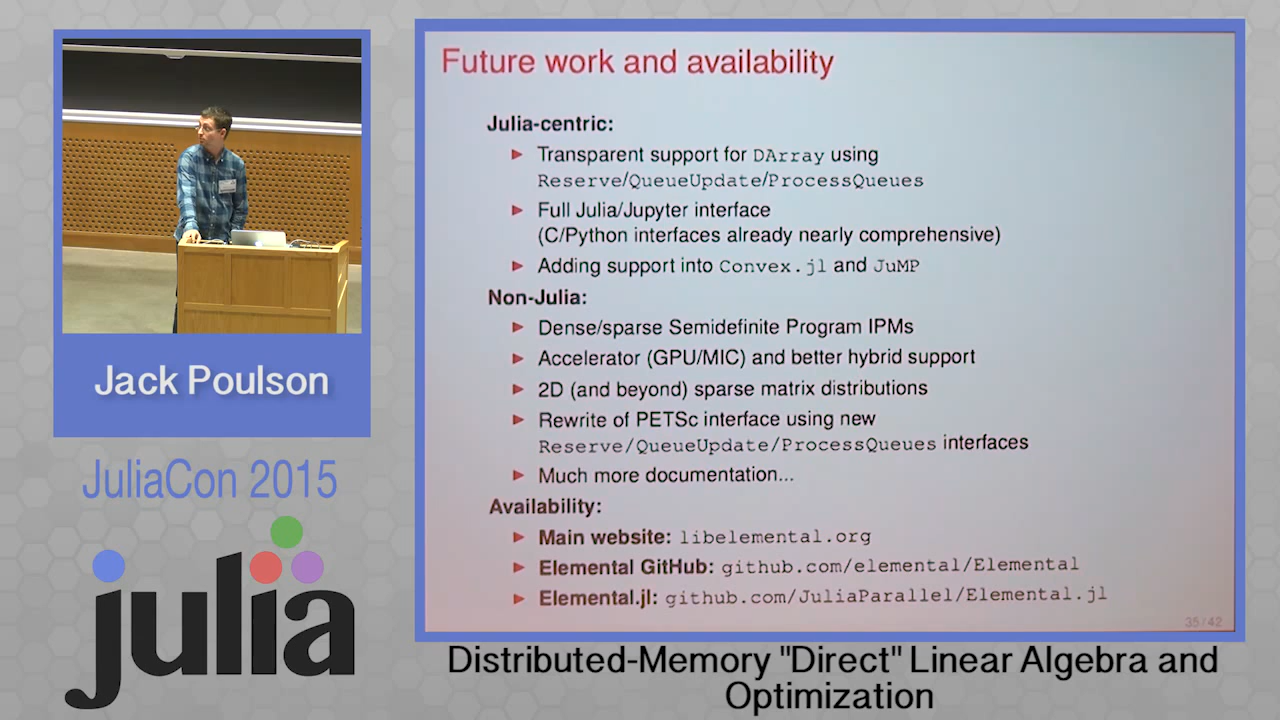 Future work and availability
Julia-centric:
Transparent support for DArray using
Reserve/QueueUpdate/ProcessQueues
Full Julia/Jupyter interface
(C/Python interfaces already nearly comprehensive)
Adding support into Convex.jl and JuMP
Non-Julia:
Dense/sparse Semidefinite Program IPMs
Accelerator (GPU/MIC) and better hybrid support
2D (and beyond) sparse matrix distributions
Rewrite of PETSc interface using new
Reserve/QueueUpdate/ProcessQueues interfaces
Much more documentation...
Availability:
Main website: libelemental.org
Elemental GitHub: github.com/elemental/Elemental
Elemental.jl: github.com/JuliaParallel/Elemental.jl
35/42
Jack Poulson
JuliaCon 2015
julia
Distributed-Memory "Direct" Linear Algebra and
Optimization